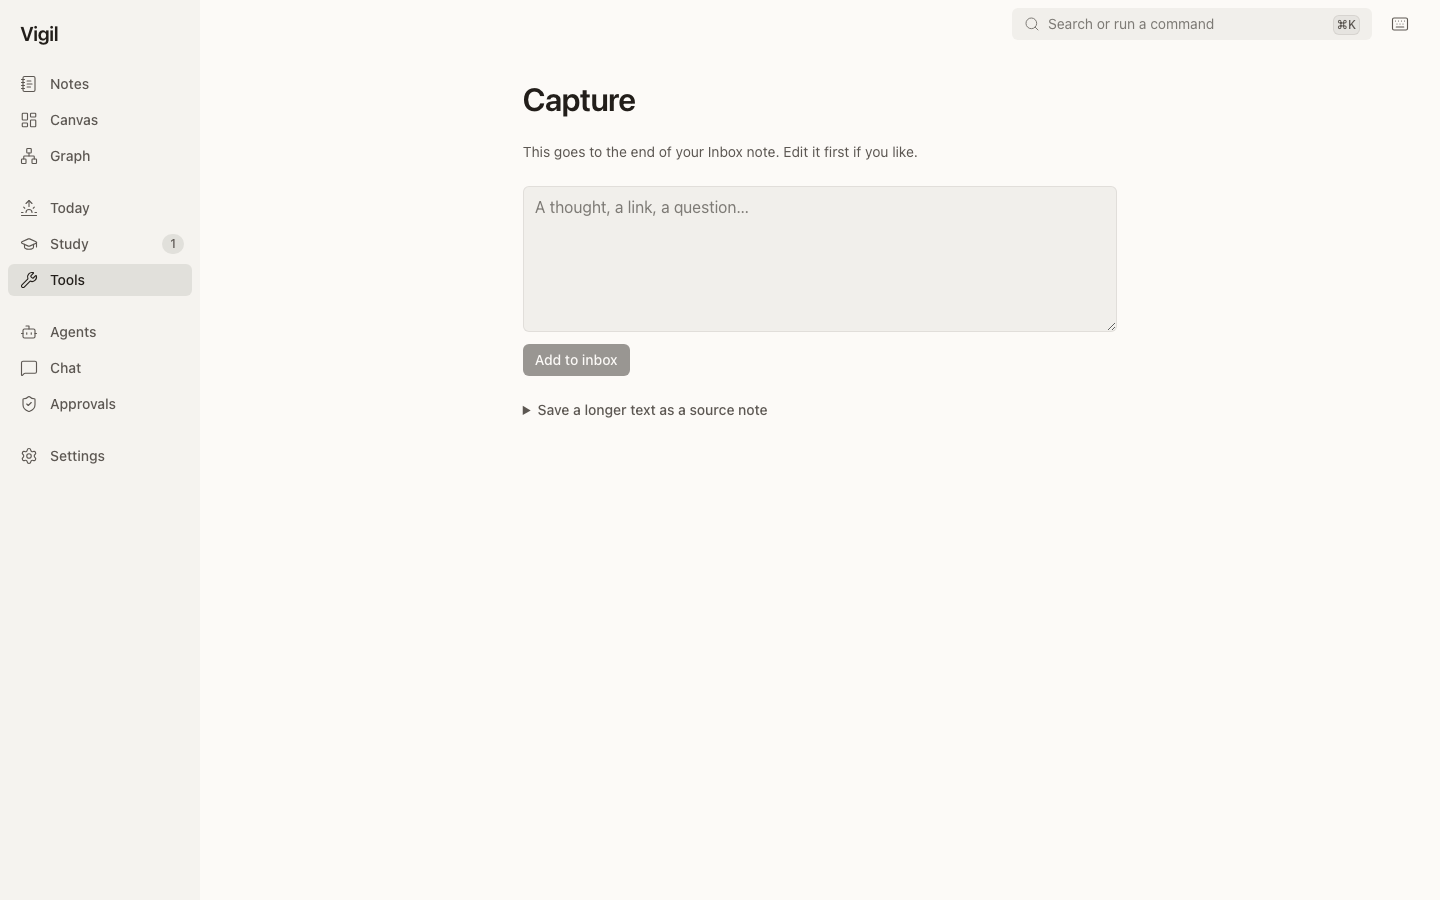 Vigil
Search or run a command
⌘K
Notes
Canvas
Graph
Today
Study
1
Tools
Agents
Chat
Approvals
Settings
Capture
This goes to the end of your Inbox note. Edit it first if you like.
A thought, a link, a question…
Add to inbox
Save a longer text as a source note